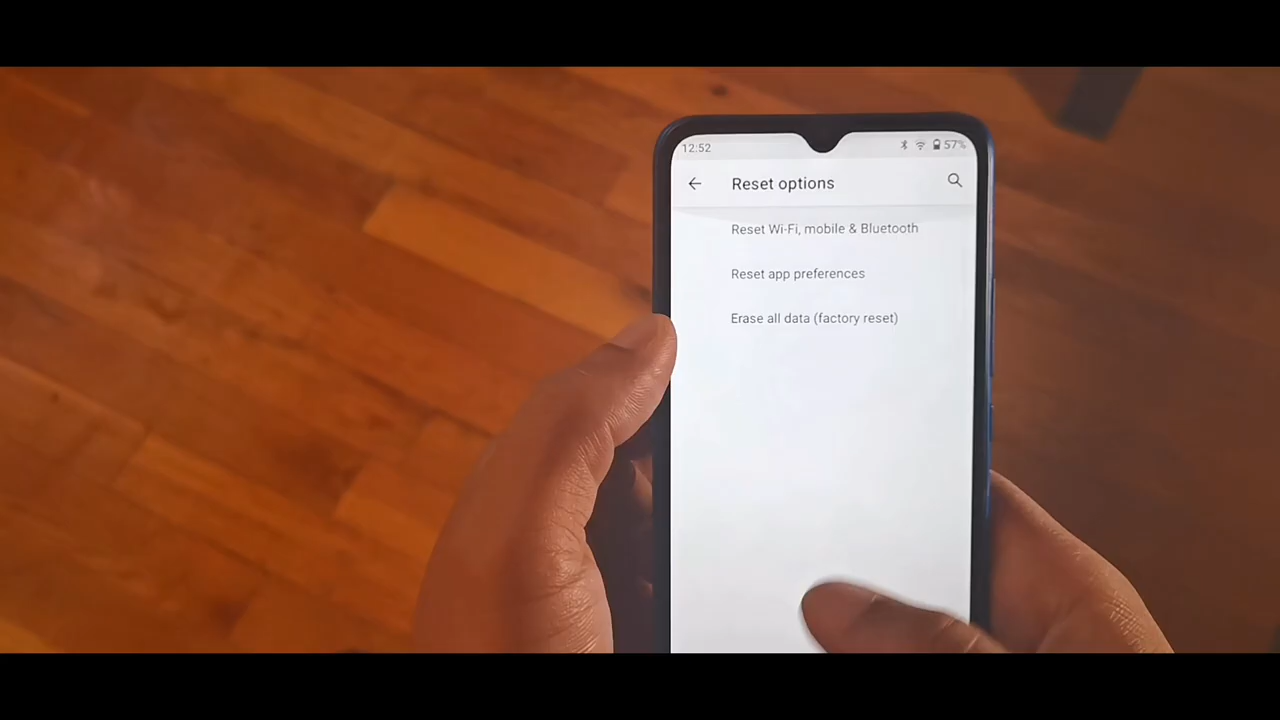 12:52
57%
Reset options
Reset Wi-Fi, mobile & Bluetooth
Reset app preferences
Erase all data (factory reset)